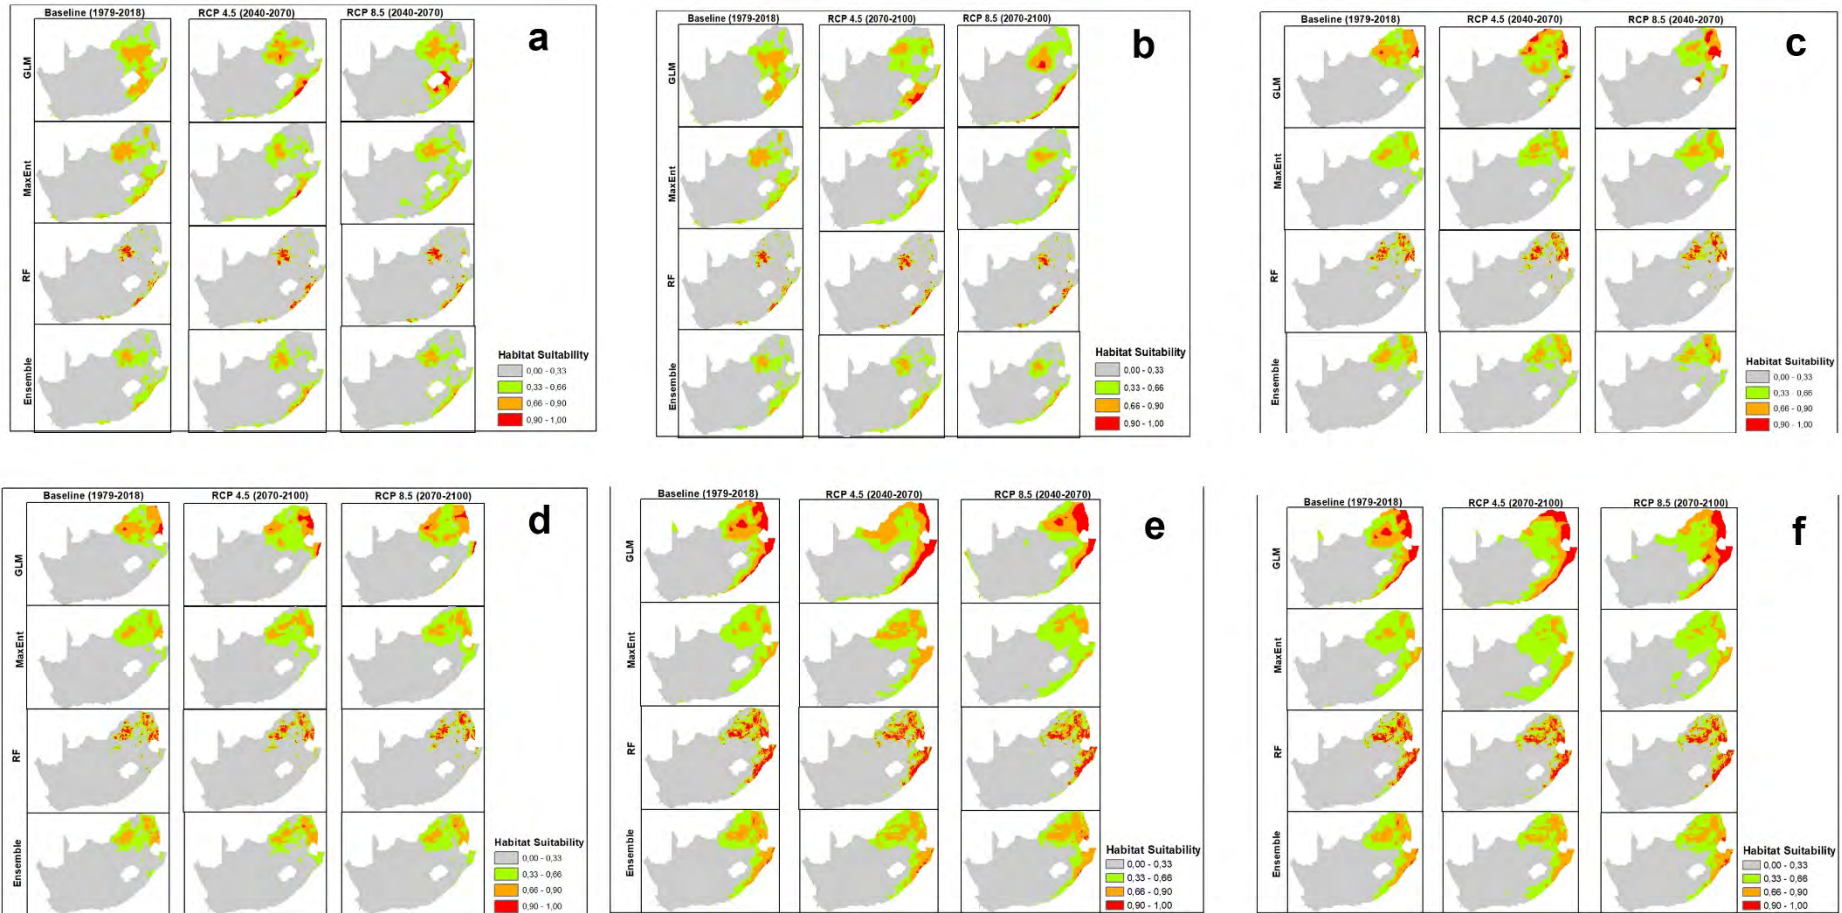 Baseline (1979-2018) RCP 4.5 (2040-2070) RCP 8.5 (2040-2070)
a
GLM
MaxEnt
RF
Ensemble
Habitat Suitability
0,00 - 0,33
0,33 - 0,66
0,66 - 0,90
0,90 - 1,00
Baseline (1979-2018) RCP 4.5 (2070-2100) RCP 8.5 (2070-2100)
b
GLM
MaxEnt
RF
Ensemble
Habitat Suitability
0,00 - 0,33
0,33 - 0,66
0,66 - 0,90
0,90 - 1,00
Baseline (1979-2018) RCP 4.5 (2040-2070) RCP 8.5 (2040-2070)
c
GLM
MaxEnt
RF
Ensemble
Habitat Suitability
0,00 - 0,33
0,33 - 0,66
0,66 - 0,90
0,90 - 1,00
Baseline (1979-2018) RCP 4.5 (2070-2100) RCP 8.5 (2070-2100)
d
GLM
MaxEnt
RF
Ensemble
Habitat Suitability
0,00 - 0,33
0,33 - 0,66
0,66 - 0,90
0,90 - 1,00
Baseline (1979-2018) RCP 4.5 (2040-2070) RCP 8.5 (2040-2070)
e
GLM
MaxEnt
RF
Ensemble
Habitat Suitability
0,00 - 0,33
0,33 - 0,66
0,66 - 0,90
0,90 - 1,00
Baseline (1979-2018) RCP 4.5 (2070-2100) RCP 8.5 (2070-2100)
f
GLM
MaxEnt
RF
Ensemble
Habitat Suitability
0,00 - 0,33
0,33 - 0,66
0,66 - 0,90
0,90 - 1,00